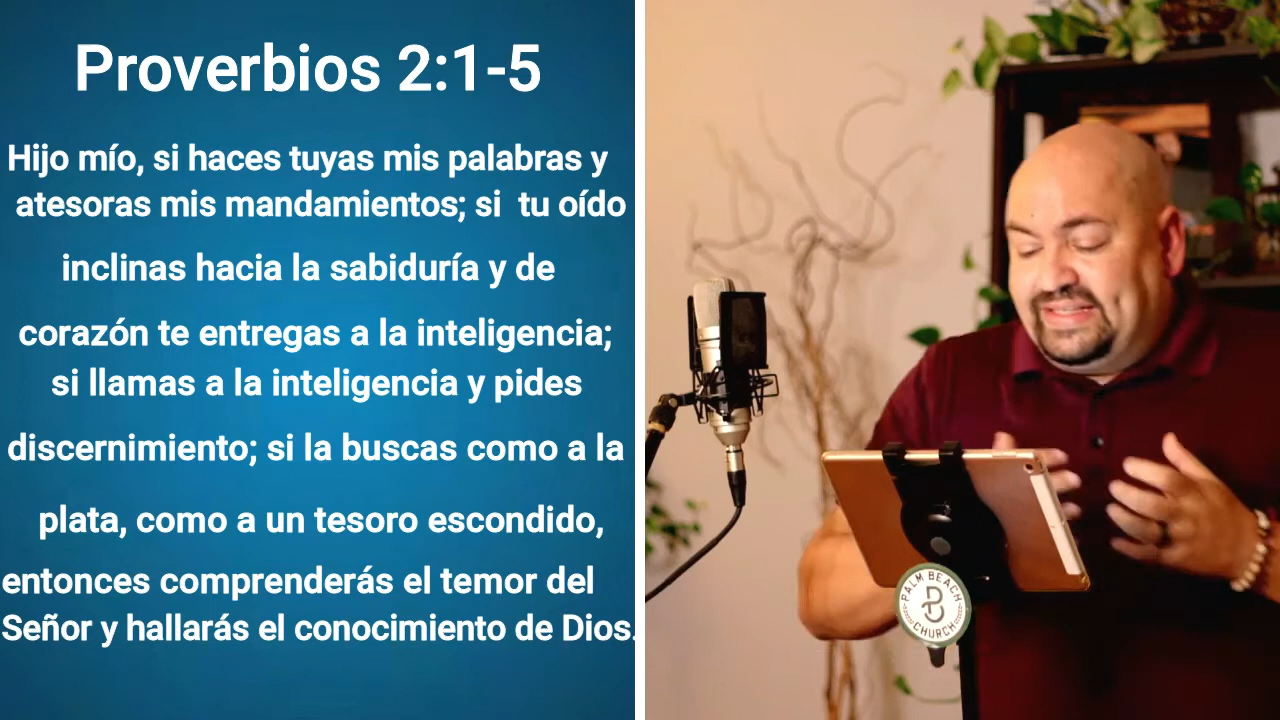 Proverbios 2:1-5
Hijo mío, si haces tuyas mis palabras y
atesoras mis mandamientos; si tu oído
inclinas hacia la sabiduría y de
corazón te entregas a la inteligencia;
si llamas a la inteligencia y pides
discernimiento; si la buscas como a la
plata, como a un tesoro escondido,
entonces comprenderás el temor del
Señor y hallarás el conocimiento de Dios.
PALM BEACH
CHURCH